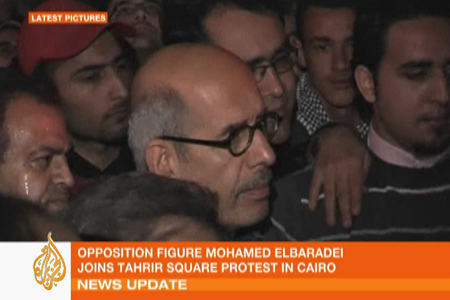 LATEST PICTURES
OPPOSITION FIGURE MOHAMED ELBARADEI
JOINS TAHRIR SQUARE PROTEST IN CAIRO
NEWS UPDATE